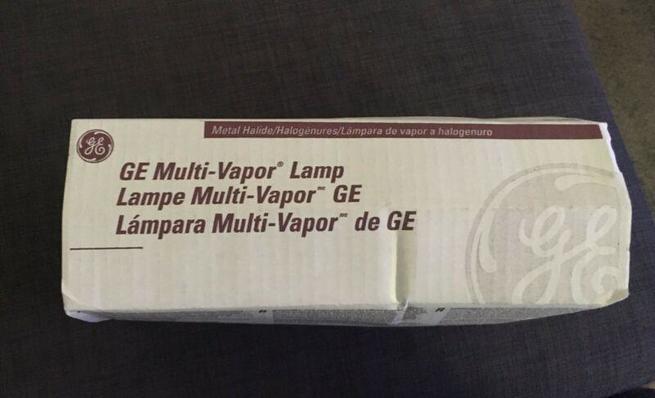 Metal Halide/Halogénures/Lámpara de vapor a halogenuro
GE
GE Multi-Vapor® Lamp
Lampe Multi-Vapor™ GE
Lámpara Multi-Vapor™ de GE
GE